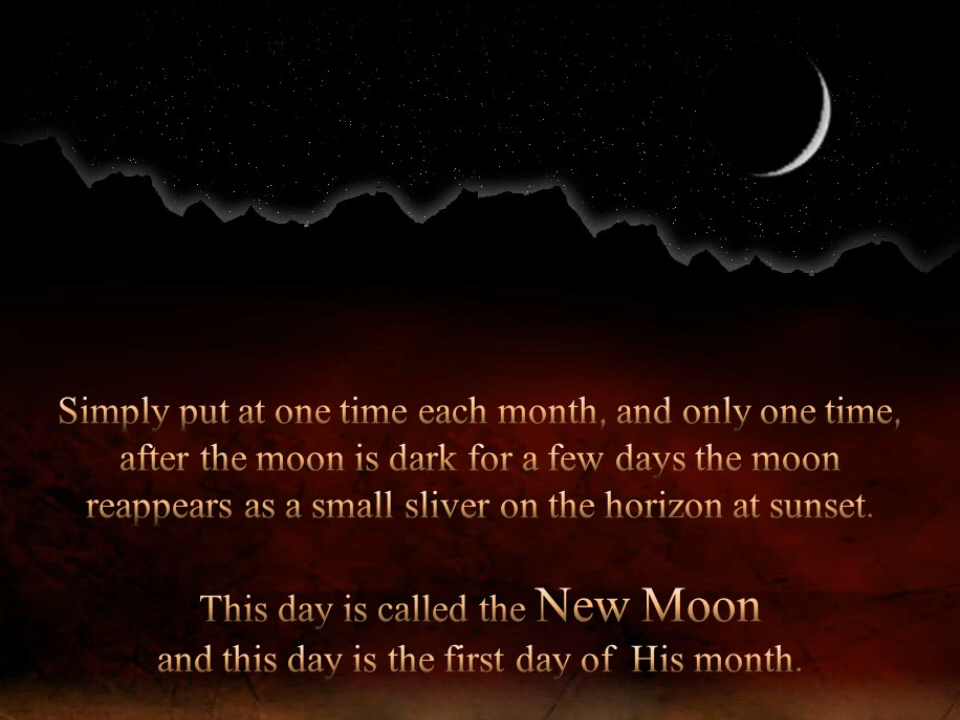 Simply put at one time each month, and only one time,
after the moon is dark for a few days the moon
reappears as a small sliver on the horizon at sunset.
This day is called the New Moon
and this day is the first day of His month.